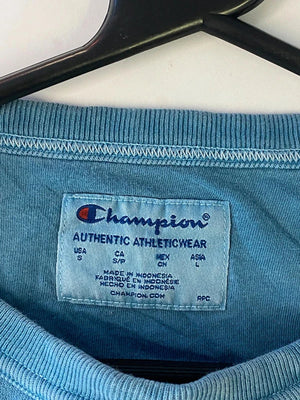 Champion®
AUTHENTIC ATHLETICWEAR
USA CA MEX ASIA
S S/P CH L
MADE IN INDONESIA
FABRIQUÉ EN INDONÉSIE
HECHO EN INDONESIA
CHAMPION.COM RPC